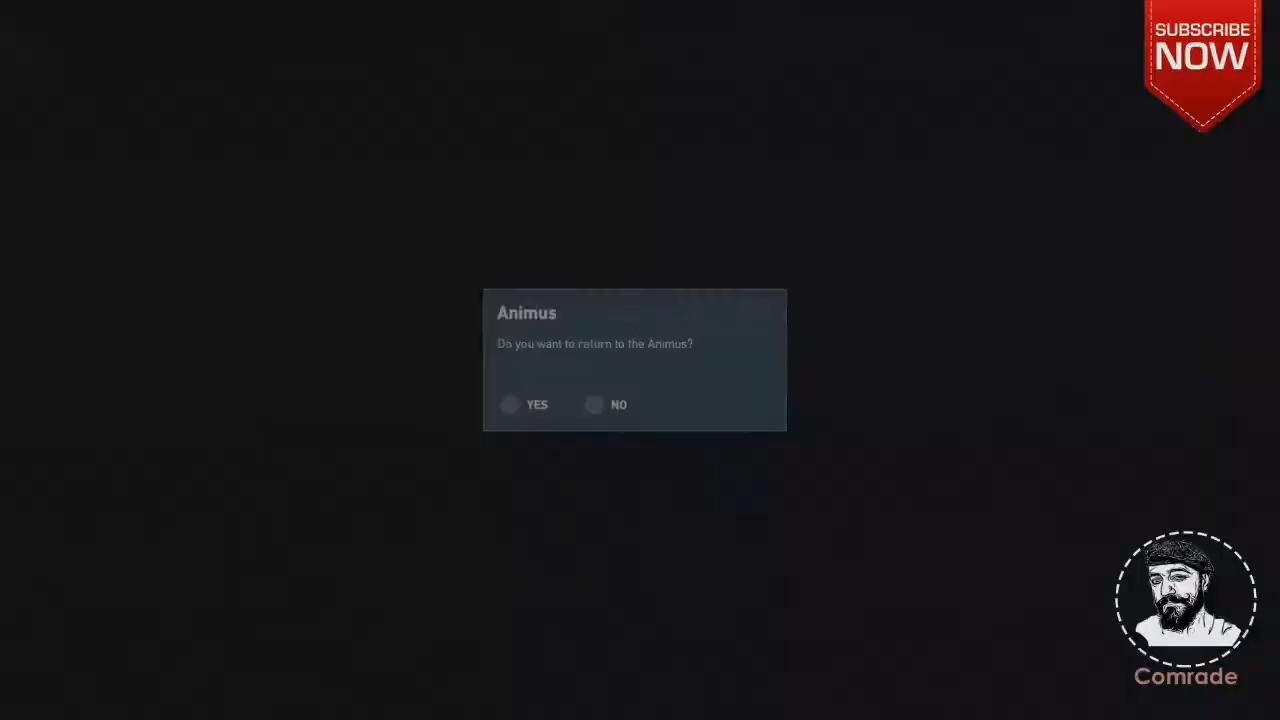 SUBSCRIBE
NOW
Animus
Do you want to return to the Animus?
YES NO
Comrade